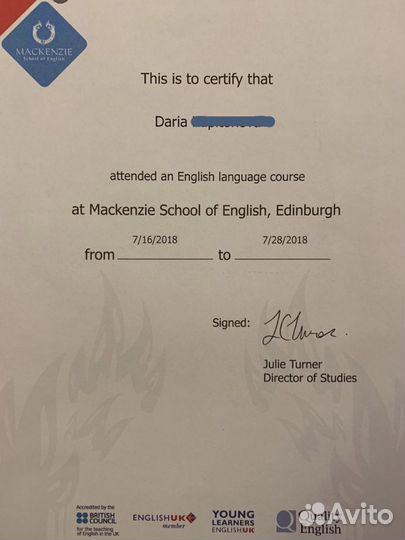 MACKENZIE
School of English
This is to certify that
Daria
attended an English language course
at Mackenzie School of English, Edinburgh
7/16/2018 7/28/2018
from to
Signed:
Julie Turner
Director of Studies
Accredited by the
BRITISH
COUNCIL
for the teaching
of English in the UK
ENGLISHUK
member
YOUNG
LEARNERS
ENGLISHUK
Quality
English
Avito